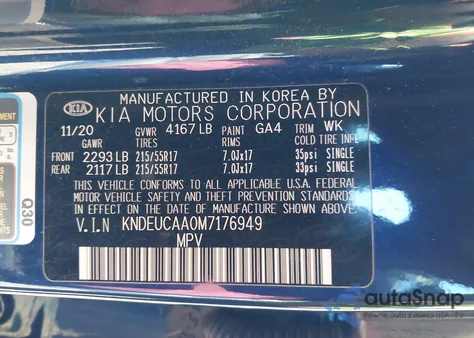 MANUFACTURED IN KOREA BY
KIA KIA MOTORS CORPORATION
11/20 GVWR 4167 LB PAINT GA4 TRIM WK
GAWR TIRES RIMS COLD TIRE INFL
FRONT 2293 LB 215/55R17 7.0Jx17 35psi SINGLE
REAR 2117 LB 215/55R17 7.0Jx17 33psi SINGLE
THIS VEHICLE CONFORMS TO ALL APPLICABLE U.S.A. FEDERAL
MOTOR VEHICLE SAFETY, BUMPER, AND THEFT PREVENTION STANDARDS
IN EFFECT ON THE DATE OF MANUFACTURE SHOWN ABOVE.
V.I.N KNDEUCAA0M7176949
MPV
Q30
autoSnap